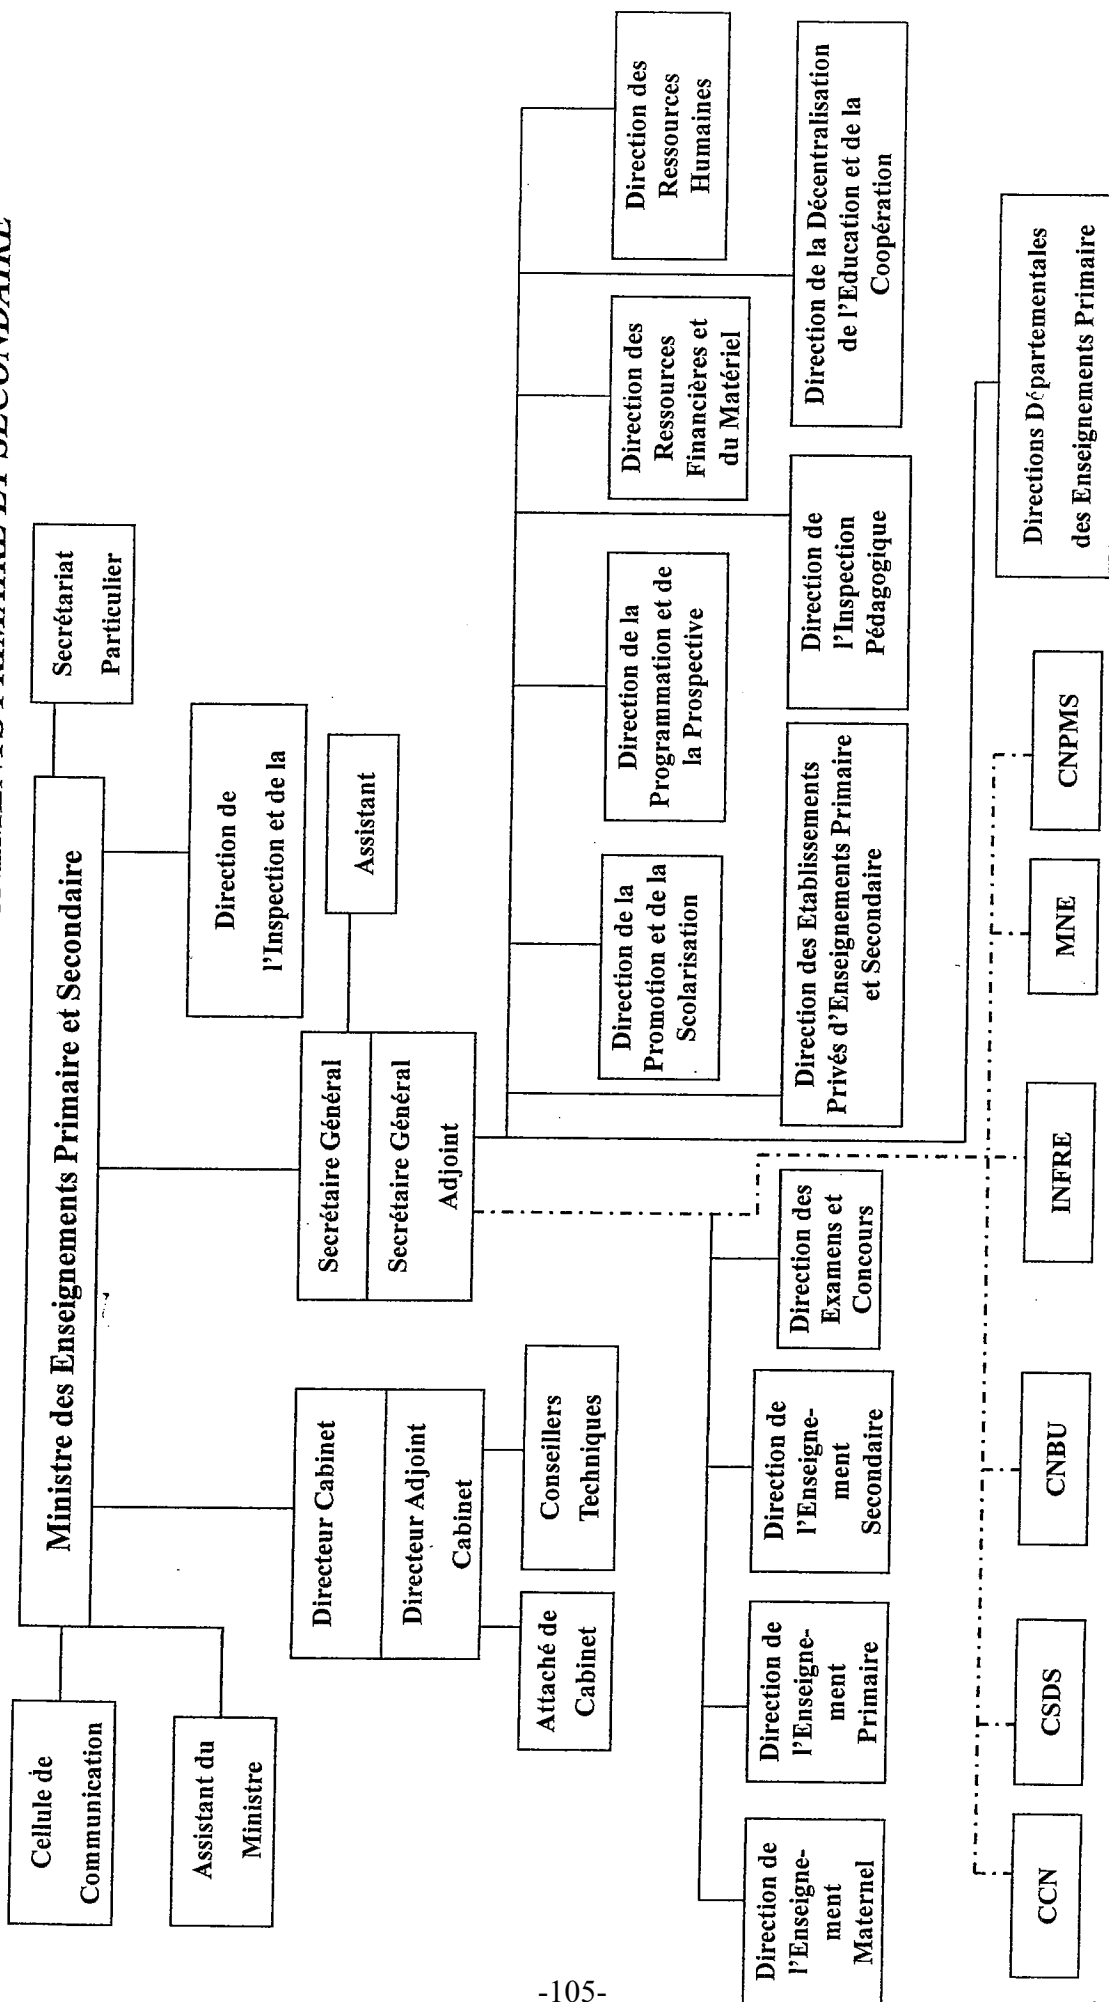 PRIMAIRE ET SECONDAIRE
Ministre des Enseignements Primaire et Secondaire
Secrétariat
Particulier
Cellule de
Communication
Assistant du
Ministre
Direction de
l'Inspection et de la
Directeur Cabinet
Directeur Adjoint
Cabinet
Secrétaire Général
Secrétaire Général
Adjoint
Assistant
Attaché de
Cabinet
Conseillers
Techniques
Direction de la
Promotion et de la
Scolarisation
Direction de la
Programmation et de
la Prospective
Direction des
Ressources
Financières et
du Matériel
Direction des
Ressources
Humaines
Direction de
l'Enseigne-
ment
Maternel
Direction de
l'Enseigne-
ment
Primaire
Direction de
l'Enseigne-
ment
Secondaire
Direction des
Examens et
Concours
Direction des Etablissements
Privés d'Enseignements Primaire
et Secondaire
Direction de
l'Inspection
Pédagogique
Direction de la Décentralisation
de l'Education et de la
Coopération
Directions Départementales
des Enseignements Primaire
CCN
CSDS
CNBU
INFRE
MNE
CNPMS
-105-